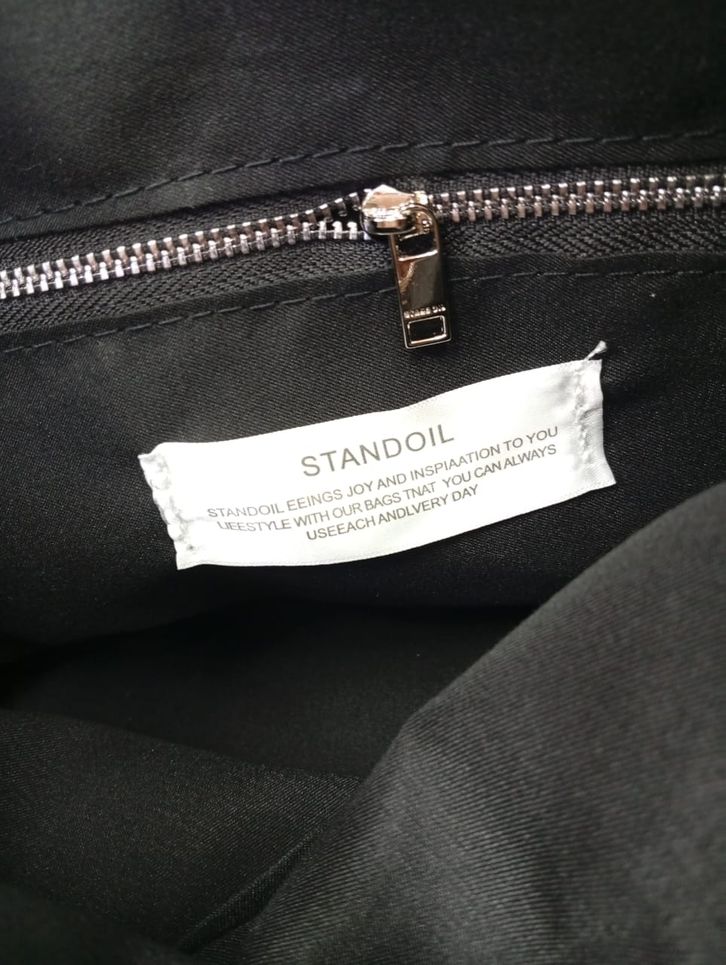 STANDOIL
STANDOIL EEINGS JOY AND INSPIAATION TO YOU
LIEESTYLE WITH OUR BAGS TNAT YOU CAN ALWAYS
USEEACH ANDLVERY DAY